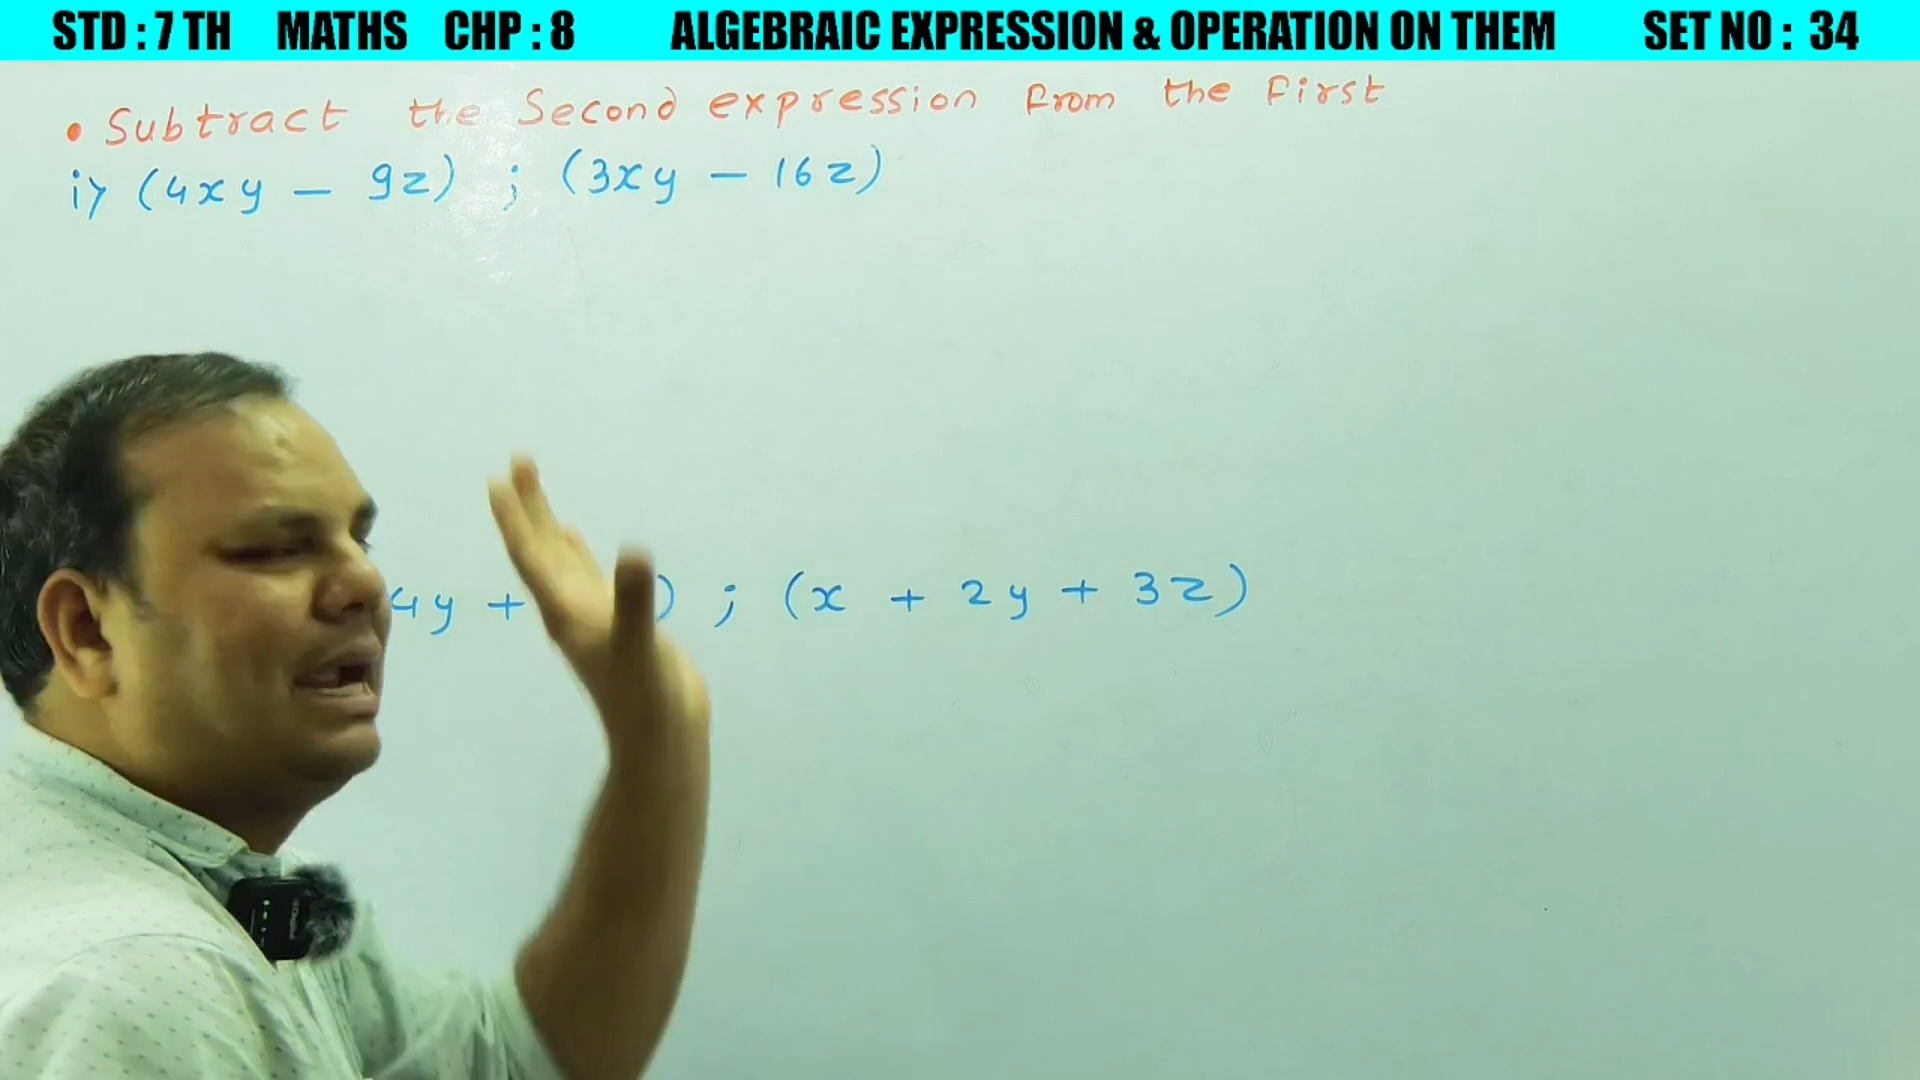 STD : 7 TH MATHS CHP : 8 ALGEBRAIC EXPRESSION & OPERATION ON THEM SET NO : 34
• Subtract the Second expression from the First
i) (4xy - 9z) ; (3xy - 16z)
4y + ) ; (x + 2y + 3z)